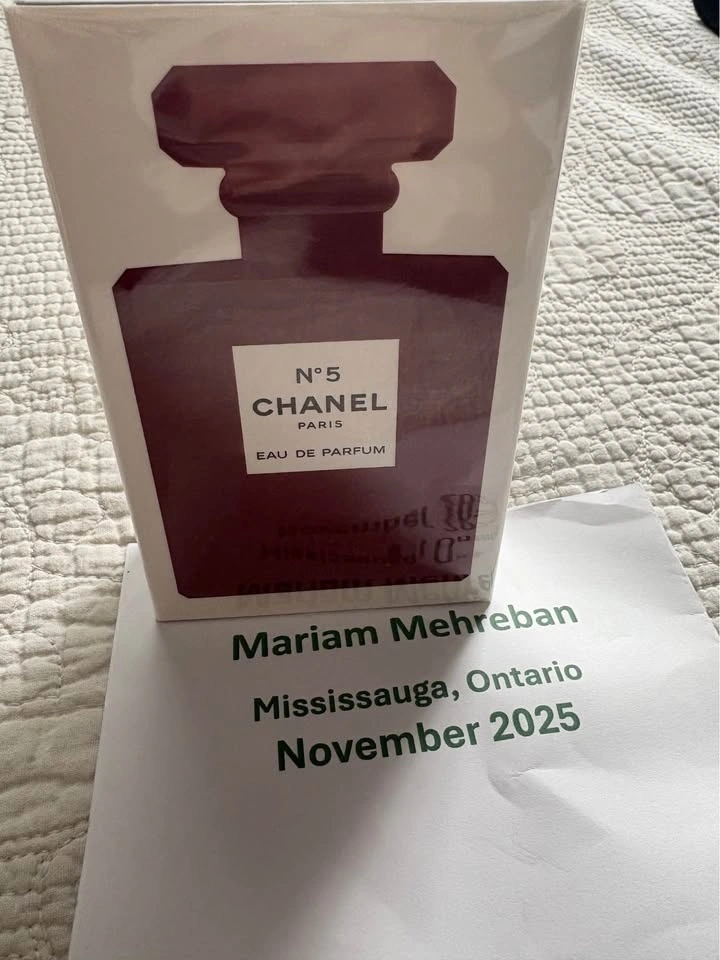 N°5
CHANEL
PARIS
EAU DE PARFUM
Mariam Mehreban
Mississauga, Ontario
November 2025